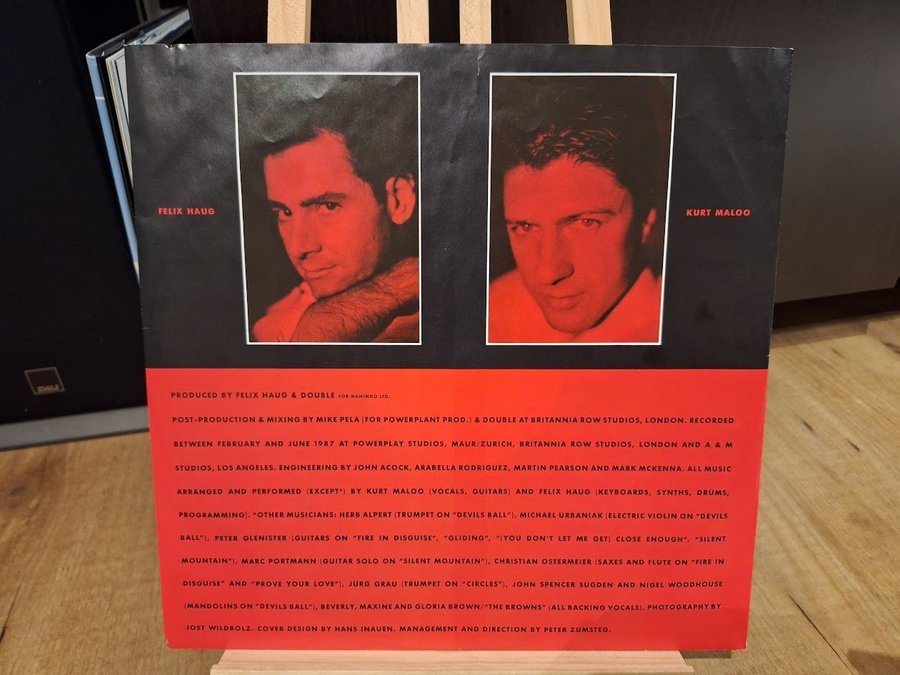 FELIX HAUG
KURT MALOO
PRODUCED BY FELIX HAUG & DOUBLE FOR NANINGO LTD.
POST-PRODUCTION & MIXING BY MIKE PELA (FOR POWERPLANT PROD.) & DOUBLE AT BRITANNIA ROW STUDIOS, LONDON. RECORDED
BETWEEN FEBRUARY AND JUNE 1987 AT POWERPLAY STUDIOS, MAUR/ZURICH, BRITANNIA ROW STUDIOS, LONDON AND A & M
STUDIOS, LOS ANGELES. ENGINEERING BY JOHN ACOCK, ARABELLA RODRIGUEZ, MARTIN PEARSON AND MARK MCKENNA. ALL MUSIC
ARRANGED AND PERFORMED (EXCEPT*) BY KURT MALOO (VOCALS, GUITARS) AND FELIX HAUG (KEYBOARDS, SYNTHS, DRUMS,
PROGRAMMING). *OTHER MUSICIANS: HERB ALPERT (TRUMPET ON "DEVILS BALL"), MICHAEL URBANIAK (ELECTRIC VIOLIN ON "DEVILS
BALL"), PETER GLENISTER (GUITARS ON "FIRE IN DISGUISE", "GLIDING", "(YOU DON'T LET ME GET) CLOSE ENOUGH", "SILENT
MOUNTAIN"), MARC PORTMANN (GUITAR SOLO ON "SILENT MOUNTAIN"), CHRISTIAN OSTERMEIER (SAXES AND FLUTE ON "FIRE IN
DISGUISE" AND "PROVE YOUR LOVE"), JÜRG GRAU (TRUMPET ON "CIRCLES"), JOHN SPENCER SUGDEN AND NIGEL WOODHOUSE
(MANDOLINS ON "DEVILS BALL"), BEVERLY, MAXINE AND GLORIA BROWN/"THE BROWNS" (ALL BACKING VOCALS). PHOTOGRAPHY BY
JOST WILDBOLZ. COVER DESIGN BY HANS INAUEN. MANAGEMENT AND DIRECTION BY PETER ZUMSTEG.